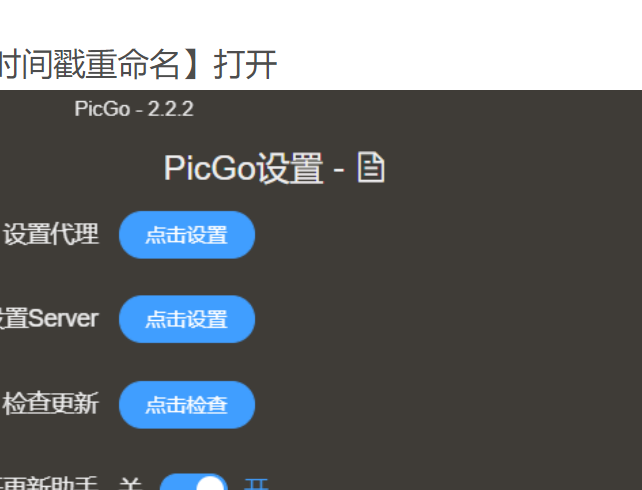 时间戳重命名】打开
PicGo - 2.2.2
PicGo设置 -
设置代理 点击设置
设置Server 点击设置
检查更新 点击检查
更新助手 关 开